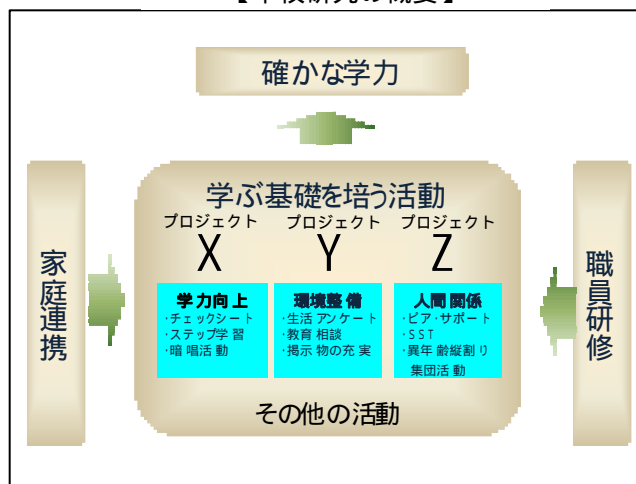 確かな学力
学ぶ基礎を培う活動
プロジェクト プロジェクト プロジェクト
X Y Z
家庭連携
職員研修
学力向上
・チェックシート
・ステップ学習
・暗唱活動
環境整備
・生活アンケート
・教育相談
・掲示物の充実
人間関係
・ピア・サポート
・SST
・異年齢縦割り
集団活動
その他の活動